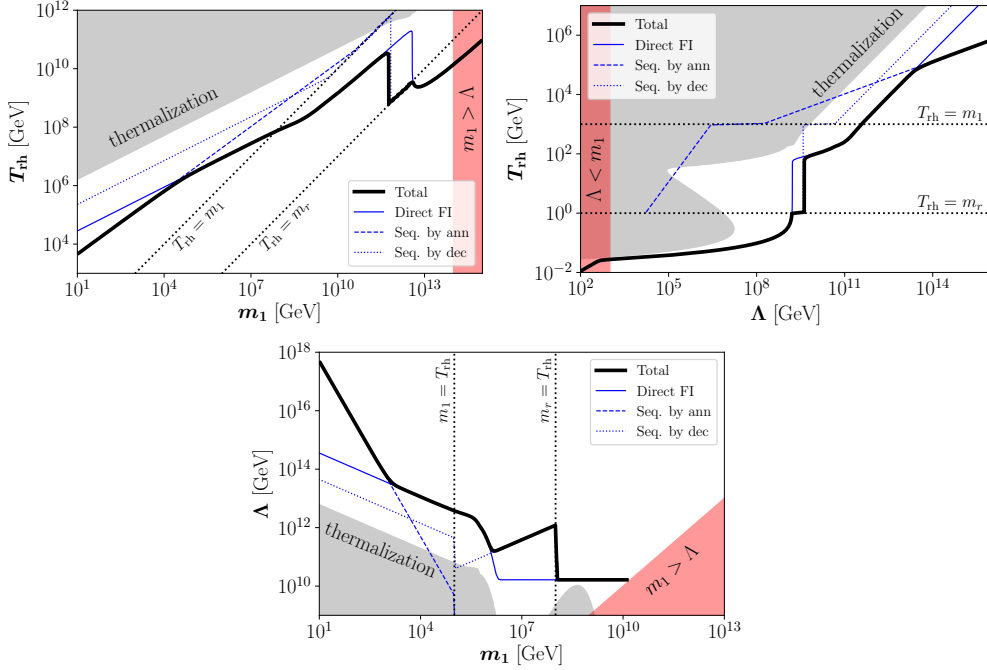 10^12
10^10
10^8
10^6
10^4
T_rh [GeV]
thermalization
T_rh = m_1
T_rh = m_r
m_1 > Λ
Total
Direct FI
Seq. by ann
Seq. by dec
10^1
10^4
10^7
10^10
10^13
m_1 [GeV]
10^6
10^4
10^2
10^0
10^−2
T_rh [GeV]
Λ < m_1
Total
Direct FI
Seq. by ann
Seq. by dec
thermalization
T_rh = m_1
T_rh = m_r
10^2
10^5
10^8
10^11
10^14
Λ [GeV]
10^18
10^16
10^14
10^12
10^10
Λ [GeV]
m_1 = T_rh
m_r = T_rh
Total
Direct FI
Seq. by ann
Seq. by dec
thermalization
m_1 > Λ
10^1
10^4
10^7
10^10
10^13
m_1 [GeV]